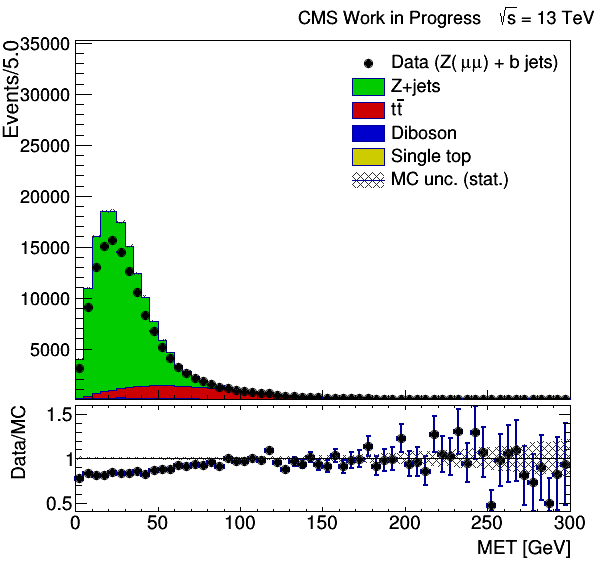 CMS Work in Progress √s = 13 TeV
Events/5.0
35000
30000
25000
20000
15000
10000
5000
Data (Z(μμ) + b jets)
Z+jets
tt̅
Diboson
Single top
MC unc. (stat.)
Data/MC
1.5
1
0.5
0 50 100 150 200 250 300
MET [GeV]